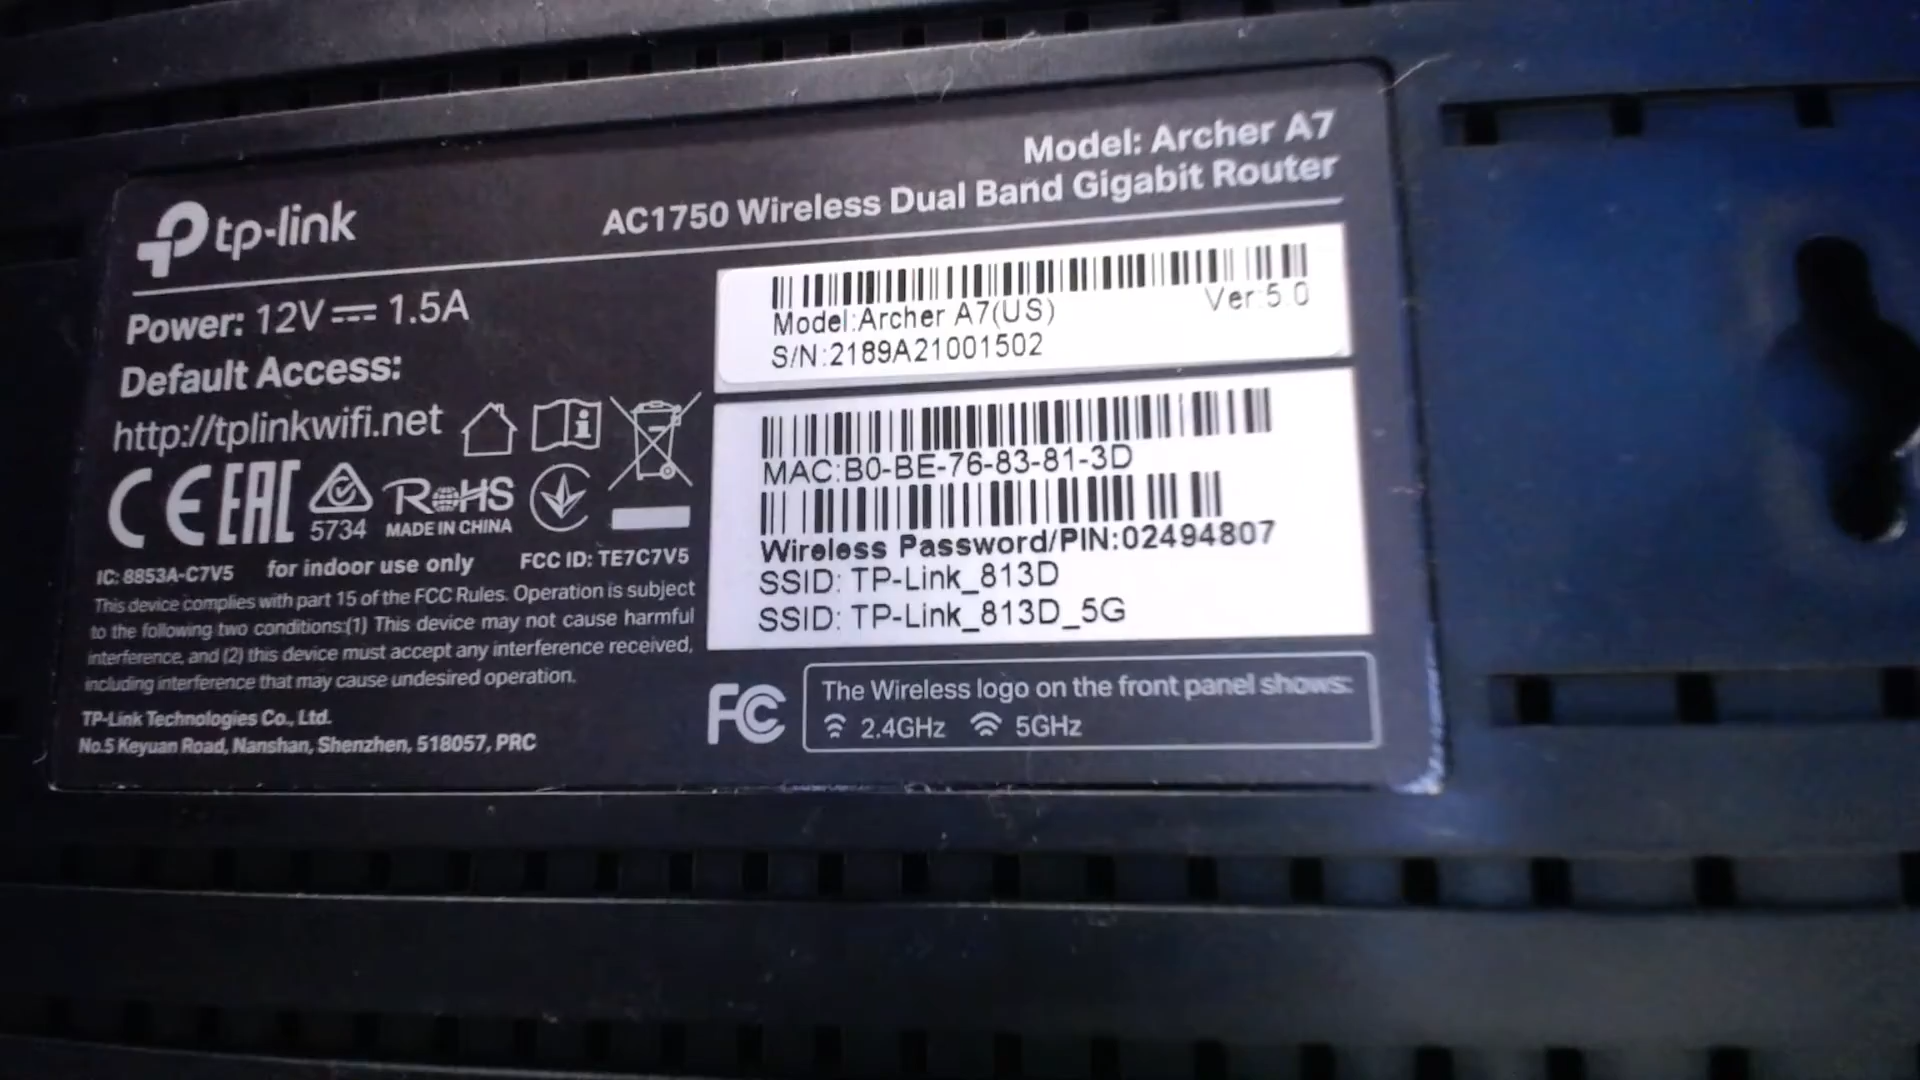 Model: Archer A7
AC1750 Wireless Dual Band Gigabit Router
tp-link
Power: 12V⎓1.5A
Default Access:
http://tplinkwifi.net
CE EAC 5734 RoHS
MADE IN CHINA
IC: 8853A-C7V5 for indoor use only FCC ID: TE7C7V5
This device complies with part 15 of the FCC Rules. Operation is subject
to the following two conditions:(1) This device may not cause harmful
interference, and (2) this device must accept any interference received,
including interference that may cause undesired operation.
TP-Link Technologies Co., Ltd.
No.5 Keyuan Road, Nanshan, Shenzhen, 518057, PRC
Model:Archer A7(US) Ver:5.0
S/N:2189A21001502
MAC:B0-BE-76-83-81-3D
Wireless Password/PIN:02494807
SSID: TP-Link_813D
SSID: TP-Link_813D_5G
FC
The Wireless logo on the front panel shows:
2.4GHz 5GHz